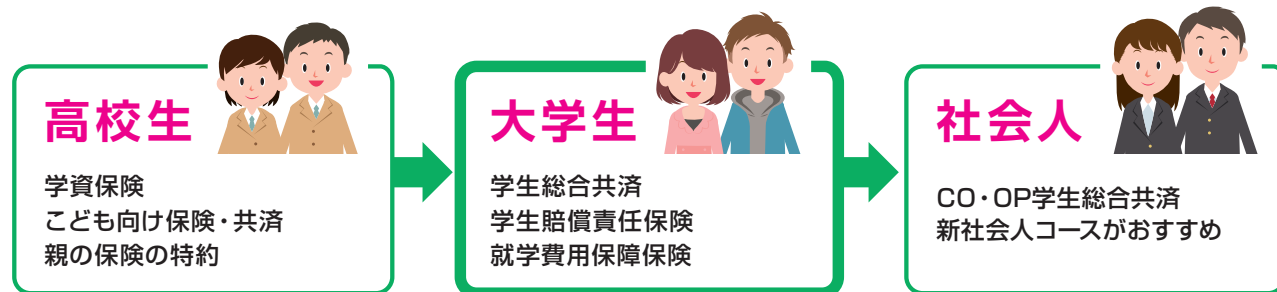 高校生
学資保険
こども向け保険・共済
親の保険の特約
大学生
学生総合共済
学生賠償責任保険
就学費用保障保険
社会人
CO・OP学生総合共済
新社会人コースがおすすめ